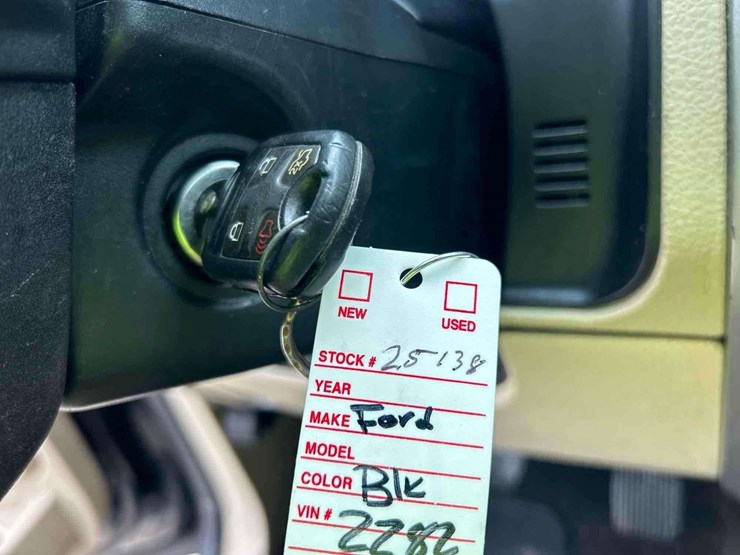 NEW USED
STOCK # 25138
YEAR
MAKE Ford
MODEL
COLOR Blk
VIN # 2282